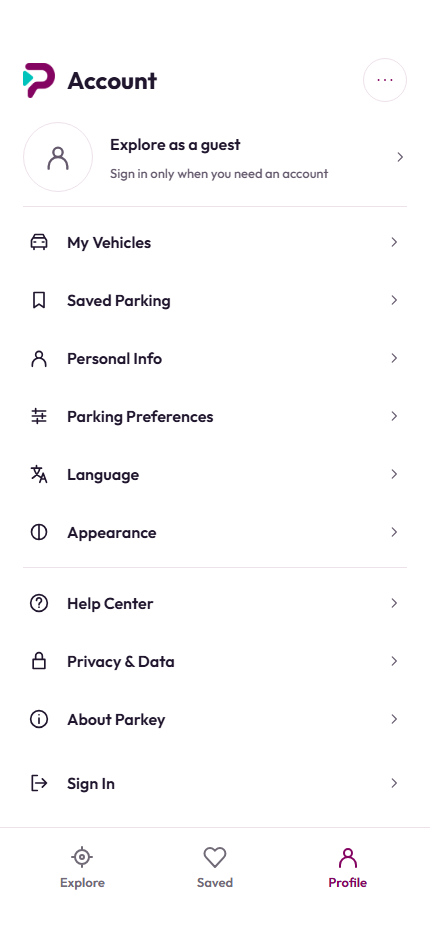 Account
Explore as a guest
Sign in only when you need an account
My Vehicles
Saved Parking
Personal Info
Parking Preferences
Language
Appearance
Help Center
Privacy & Data
About Parkey
Sign In
Explore
Saved
Profile